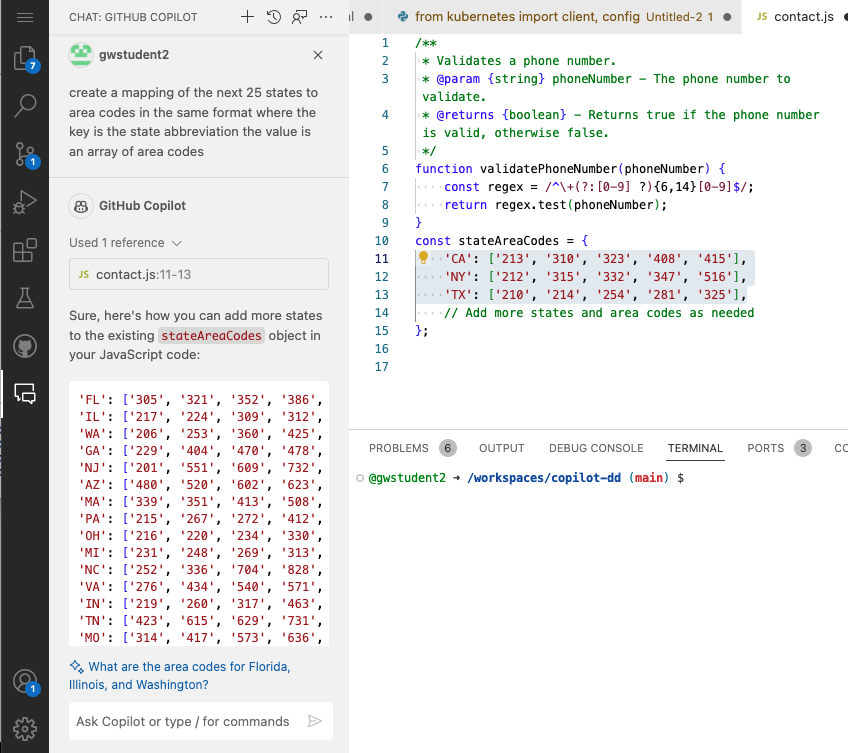 CHAT: GITHUB COPILOT
from kubernetes import client, config Untitled-2 1
JS contact.js
7
1
1
gwstudent2
create a mapping of the next 25 states to
area codes in the same format where the
key is the state abbreviation the value is
an array of area codes
GitHub Copilot
Used 1 reference
JS contact.js:11-13
Sure, here's how you can add more states
to the existing stateAreaCodes object in
your JavaScript code:
'FL': ['305', '321', '352', '386',
'IL': ['217', '224', '309', '312',
'WA': ['206', '253', '360', '425',
'GA': ['229', '404', '470', '478',
'NJ': ['201', '551', '609', '732',
'AZ': ['480', '520', '602', '623',
'MA': ['339', '351', '413', '508',
'PA': ['215', '267', '272', '412',
'OH': ['216', '220', '234', '330',
'MI': ['231', '248', '269', '313',
'NC': ['252', '336', '704', '828',
'VA': ['276', '434', '540', '571',
'IN': ['219', '260', '317', '463',
'TN': ['423', '615', '629', '731',
'MO': ['314', '417', '573', '636',
What are the area codes for Florida,
Illinois, and Washington?
Ask Copilot or type / for commands
1 /**
2 * Validates a phone number.
3 * @param {string} phoneNumber - The phone number to
validate.
4 * @returns {boolean} - Returns true if the phone number
is valid, otherwise false.
5 */
6 function validatePhoneNumber(phoneNumber) {
7 const regex = /^\+(?:[0-9] ?){6,14}[0-9]$/;
8 return regex.test(phoneNumber);
9 }
10 const stateAreaCodes = {
11 'CA': ['213', '310', '323', '408', '415'],
12 'NY': ['212', '315', '332', '347', '516'],
13 'TX': ['210', '214', '254', '281', '325'],
14 // Add more states and area codes as needed
15 };
16
17
PROBLEMS 6 OUTPUT DEBUG CONSOLE TERMINAL PORTS 3 CO
@gwstudent2 → /workspaces/copilot-dd (main) $